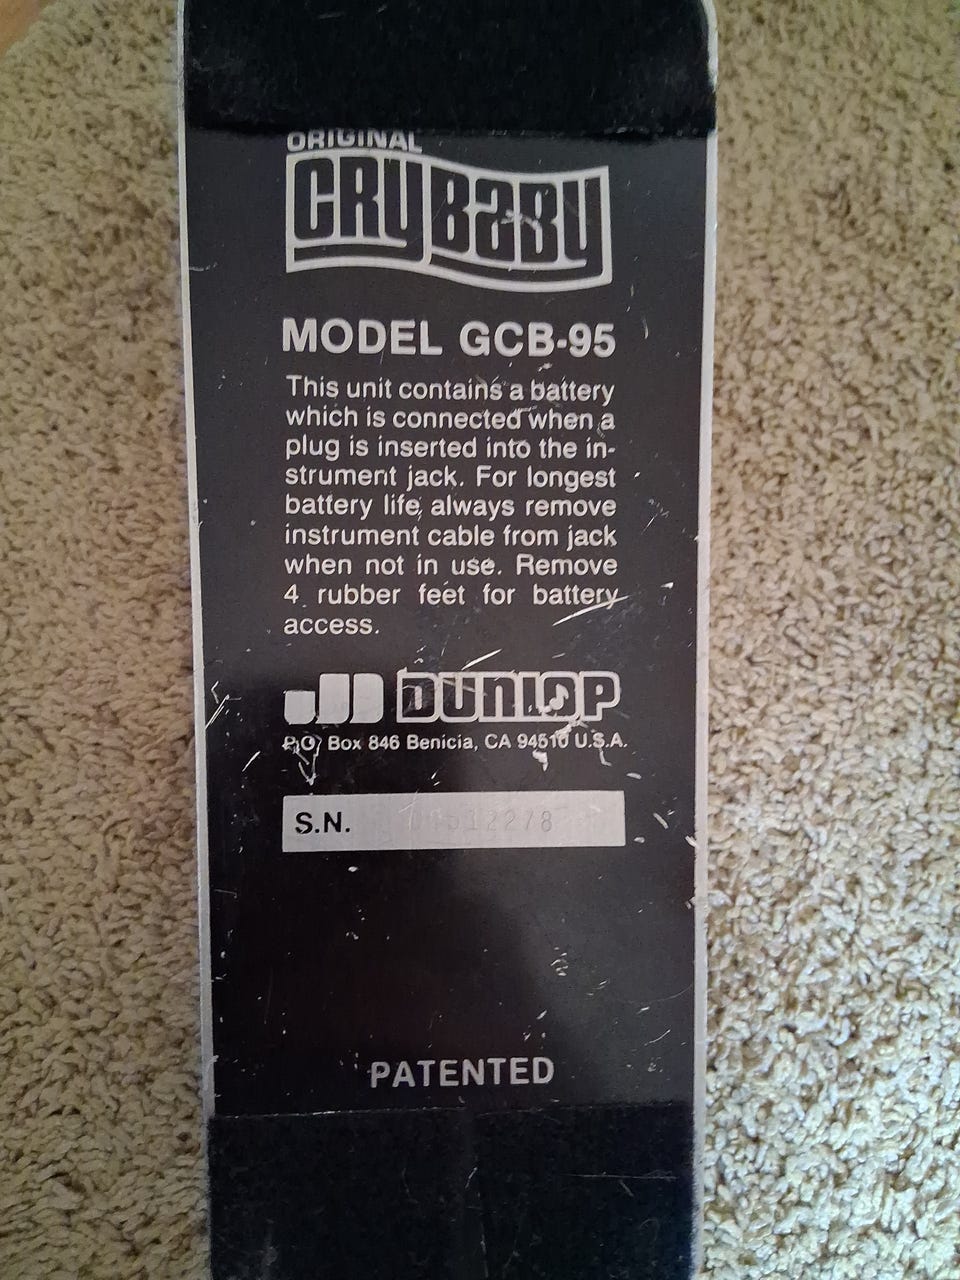 ORIGINAL
CRY BABY
MODEL GCB-95
This unit contains a battery
which is connected when a
plug is inserted into the in-
strument jack. For longest
battery life, always remove
instrument cable from jack
when not in use. Remove
4 rubber feet for battery
access.
DUNLOP
P.O. Box 846 Benicia, CA 94510 U.S.A.
S.N.
PATENTED